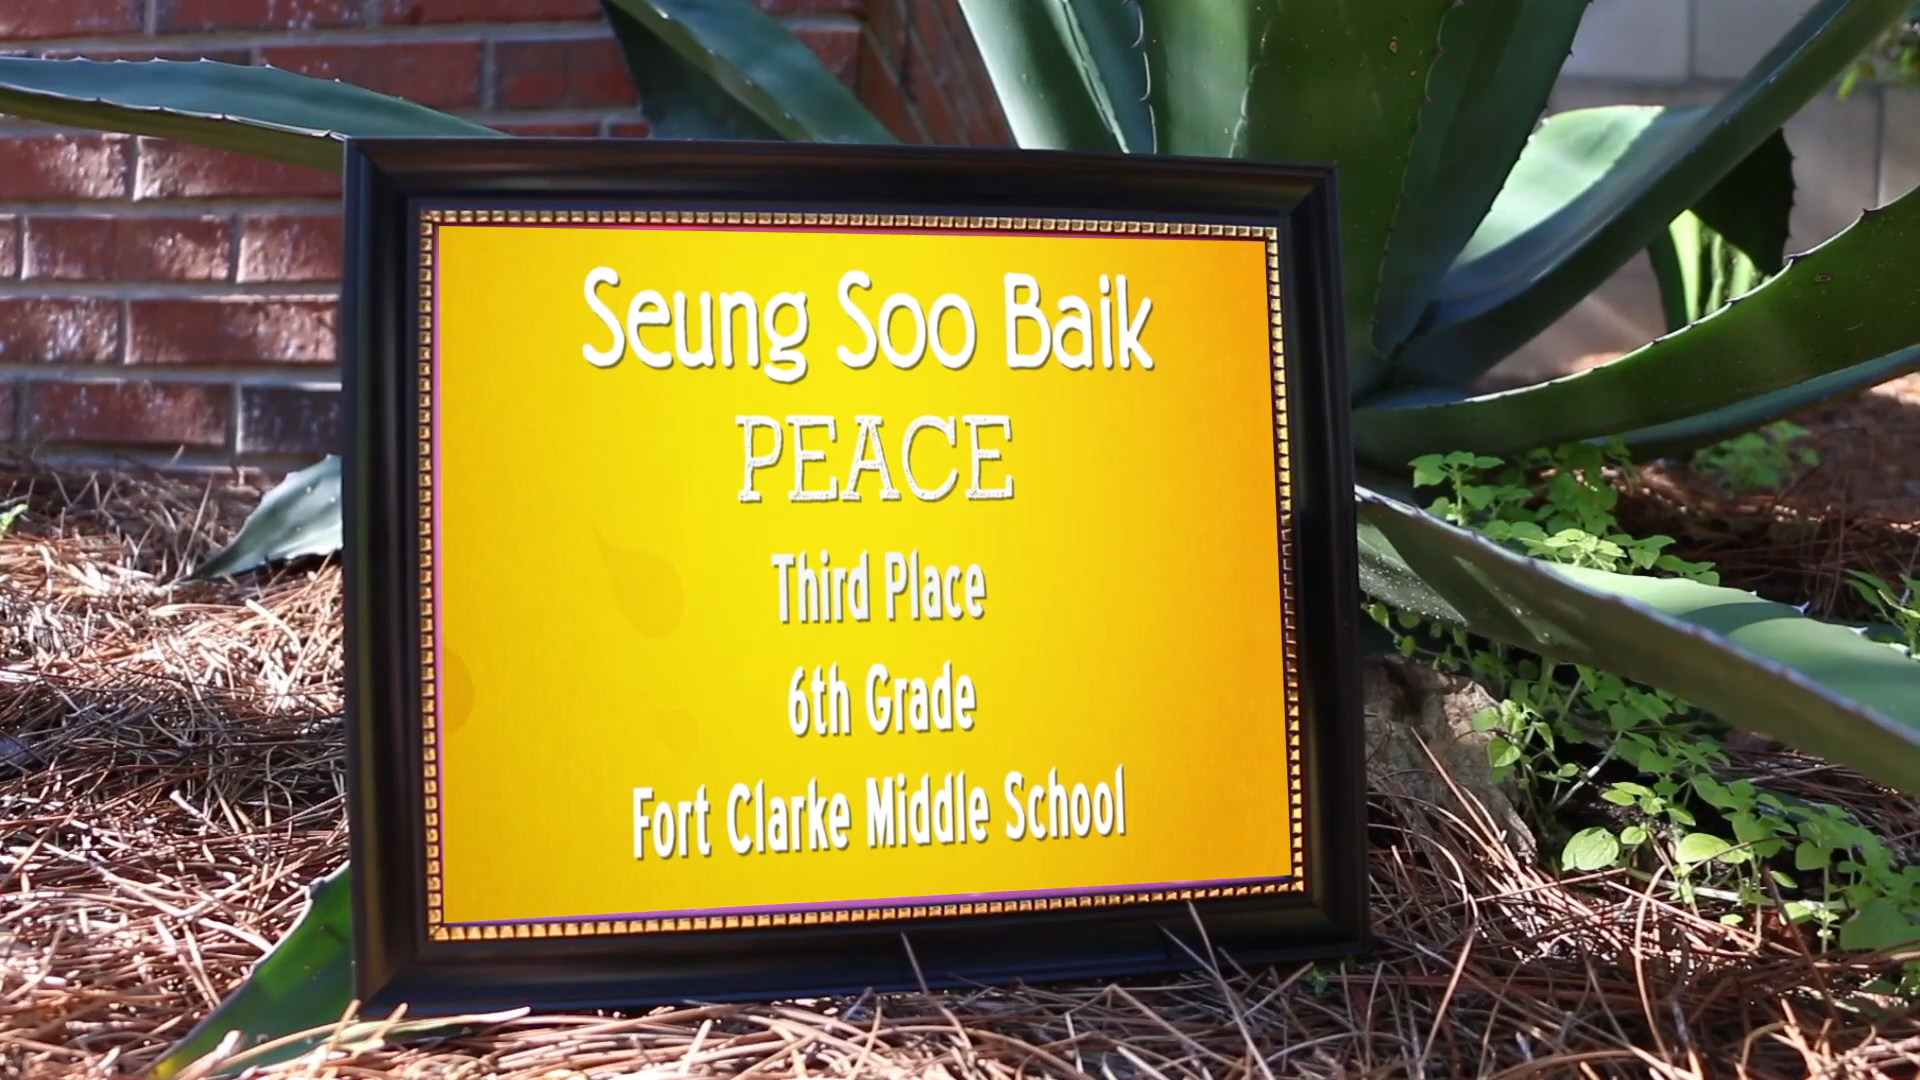 Seung Soo Baik
PEACE
Third Place
6th Grade
Fort Clarke Middle School